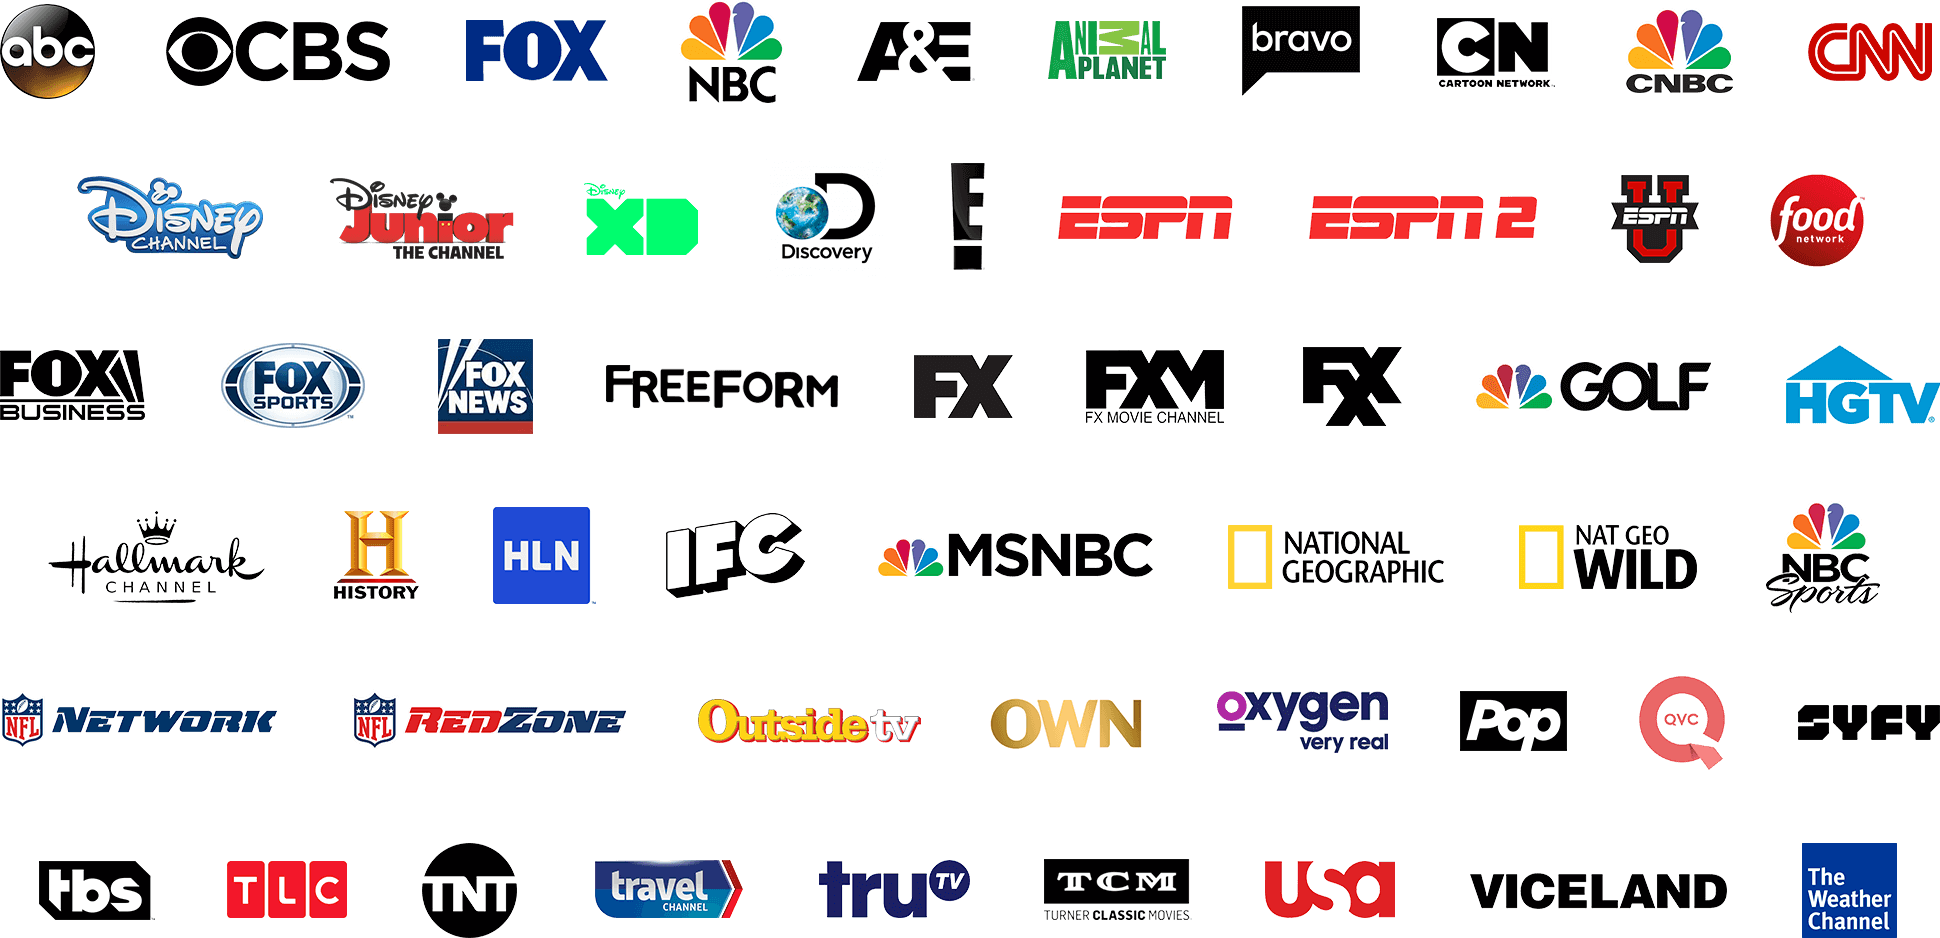 abc
CBS
FOX
NBC
A&E
ANIMAL
PLANET
bravo
CN
CARTOON NETWORK
CNBC
CNN
Disney
CHANNEL
Disney
Junior
THE CHANNEL
Disney
XD
D
Discovery
E!
ESPN
ESPN 2
U
ESPN
food
network
FOX
BUSINESS
FOX
SPORTS
™
FOX
NEWS
FREEFORM
FX
FXM
FX MOVIE CHANNEL
FXX
GOLF
HGTV®
Hallmark
CHANNEL
H
HISTORY
HLN
IFC
MSNBC
NATIONAL
GEOGRAPHIC
NAT GEO
WILD
NBC
Sports
NFL NETWORK
NFL REDZONE
Outside tv
OWN
oxygen
very real
Pop
QVC
SYFY
tbs
TLC
TNT
travel
CHANNEL
truTV
TCM
TURNER CLASSIC MOVIES
usa
VICELAND
The
Weather
Channel